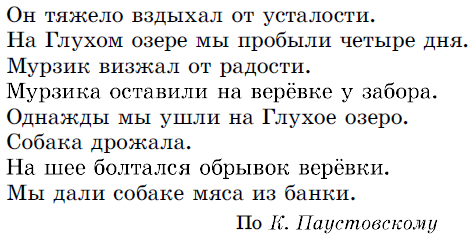 Он тяжело вздыхал от усталости.
На Глухом озере мы пробыли четыре дня.
Мурзик визжал от радости.
Мурзика оставили на верёвке у забора.
Однажды мы ушли на Глухое озеро.
Собака дрожала.
На шее болтался обрывок верёвки.
Мы дали собаке мяса из банки.
По К. Паустовскому